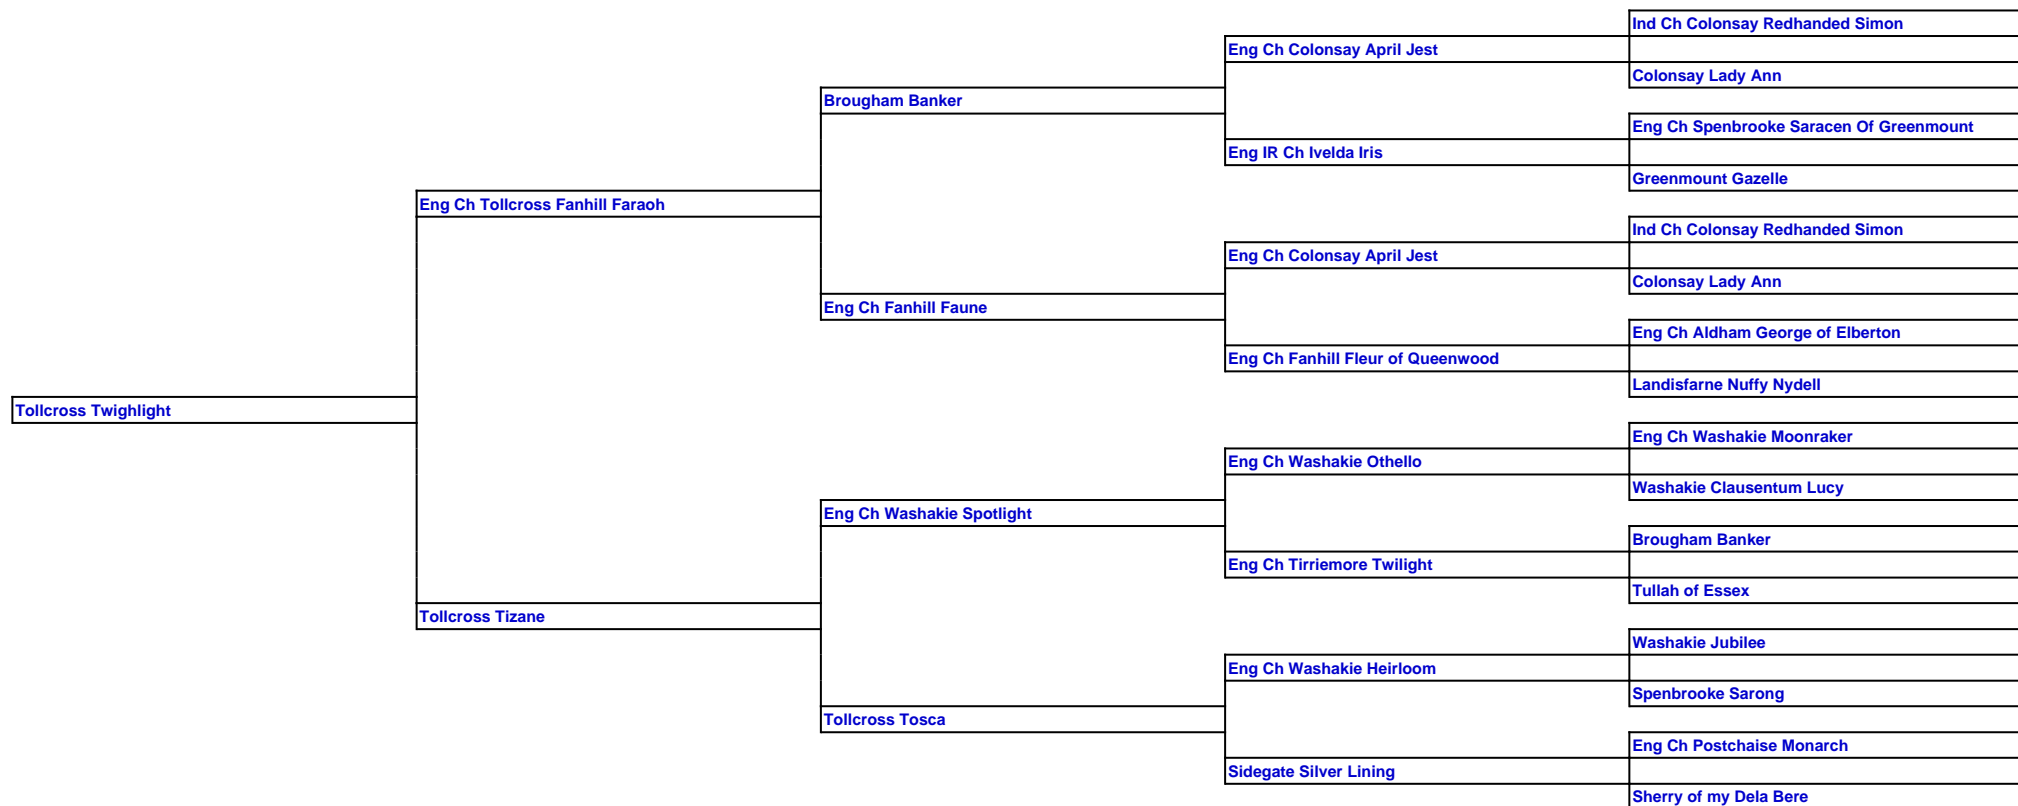 Ind Ch Colonsay Redhanded Simon
Eng Ch Colonsay April Jest
Colonsay Lady Ann
Brougham Banker
Eng Ch Spenbrooke Saracen Of Greenmount
Eng IR Ch Ivelda Iris
Greenmount Gazelle
Eng Ch Tollcross Fanhill Faraoh
Ind Ch Colonsay Redhanded Simon
Eng Ch Colonsay April Jest
Colonsay Lady Ann
Eng Ch Fanhill Faune
Eng Ch Aldham George of Elberton
Eng Ch Fanhill Fleur of Queenwood
Landisfarne Nuffy Nydell
Tollcross Twighlight
Eng Ch Washakie Moonraker
Eng Ch Washakie Othello
Washakie Clausentum Lucy
Eng Ch Washakie Spotlight
Brougham Banker
Eng Ch Tirriemore Twilight
Tullah of Essex
Tollcross Tizane
Washakie Jubilee
Eng Ch Washakie Heirloom
Spenbrooke Sarong
Tollcross Tosca
Eng Ch Postchaise Monarch
Sidegate Silver Lining
Sherry of my Dela Bere